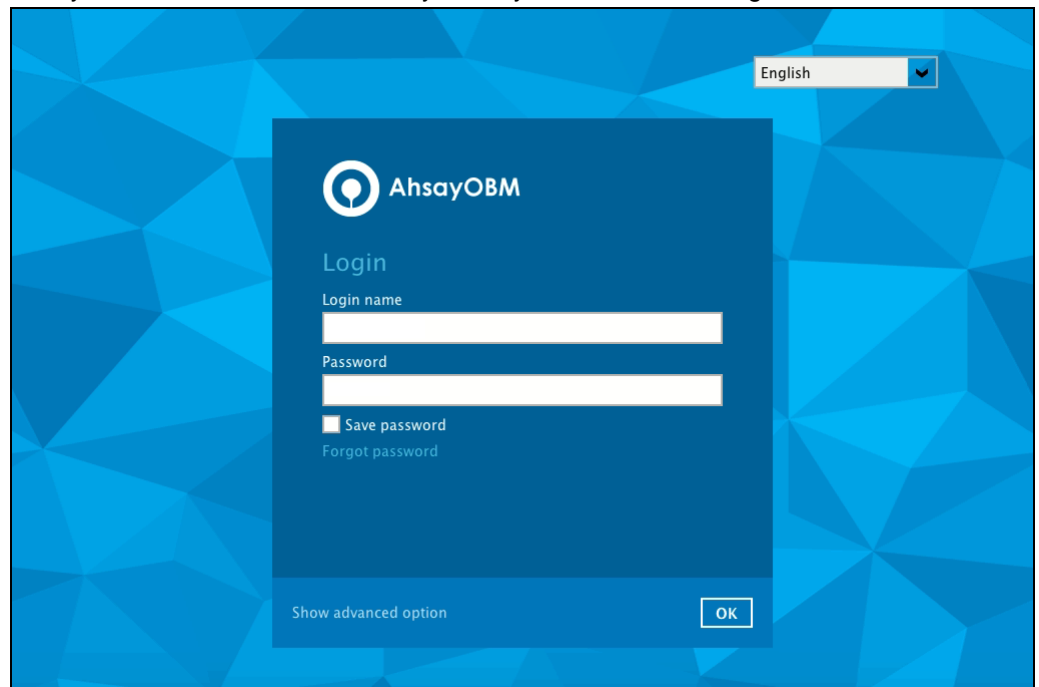 English
AhsayOBM
Login
Login name
Password
Save password
Forgot password
Show advanced option
OK